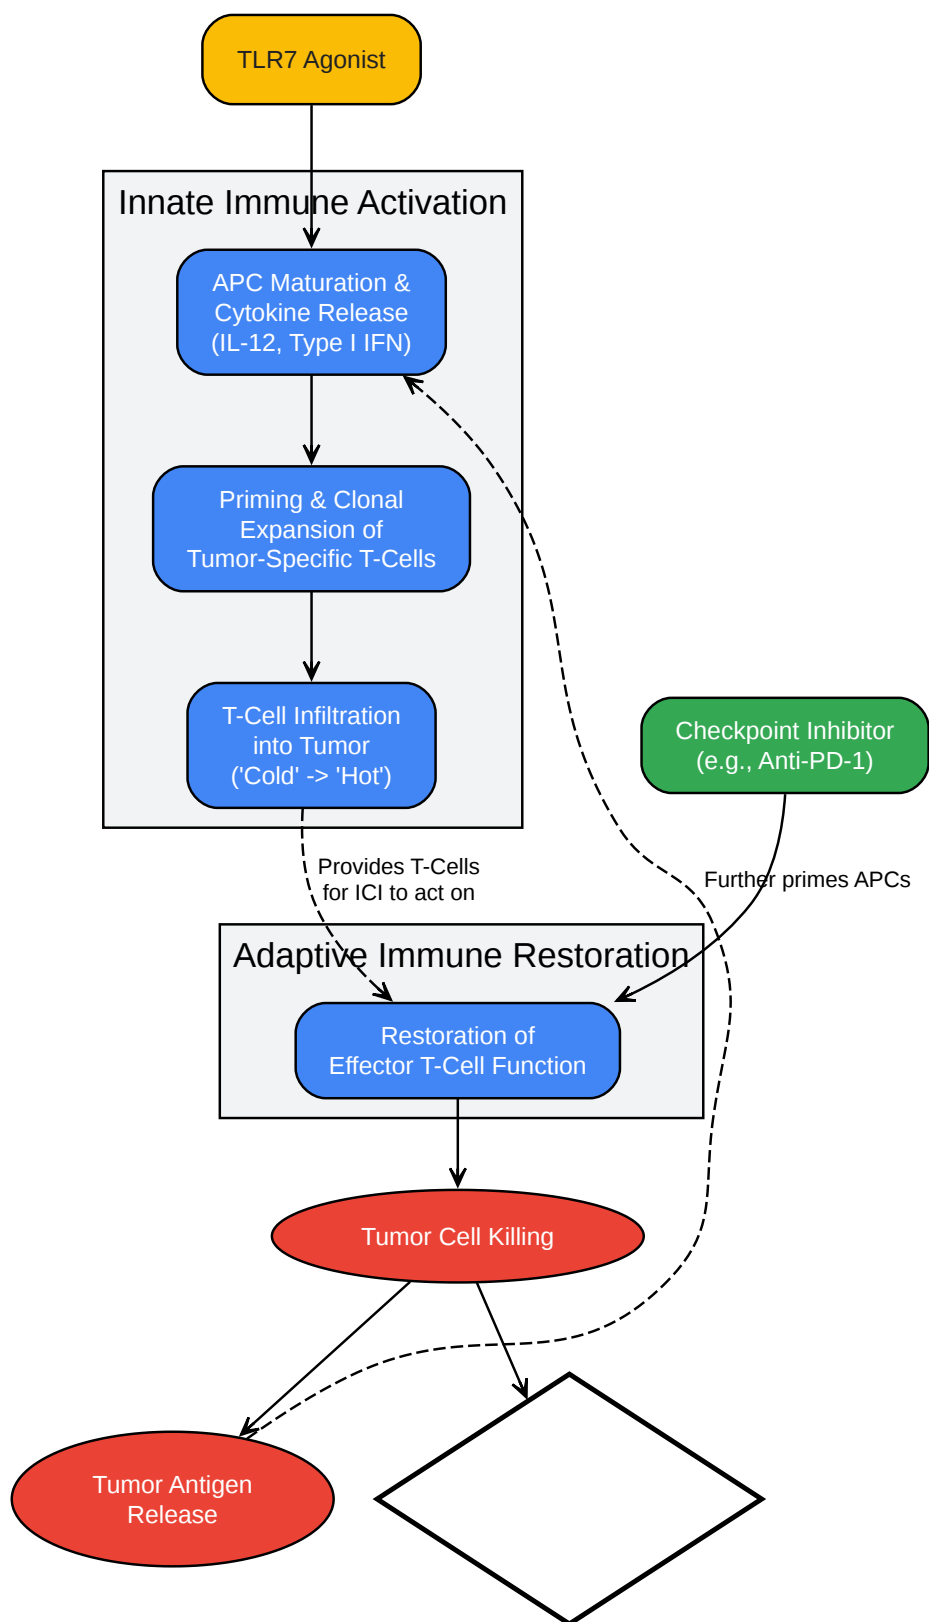 TLR7 Agonist
Innate Immune Activation
APC Maturation &
Cytokine Release
(IL-12, Type I IFN)
Priming & Clonal
Expansion of
Tumor-Specific T-Cells
T-Cell Infiltration
into Tumor
('Cold' -> 'Hot')
Checkpoint Inhibitor
(e.g., Anti-PD-1)
Provides T-Cells
for ICI to act on
Further primes APCs
Adaptive Immune Restoration
Restoration of
Effector T-Cell Function
Tumor Cell Killing
Tumor Antigen
Release